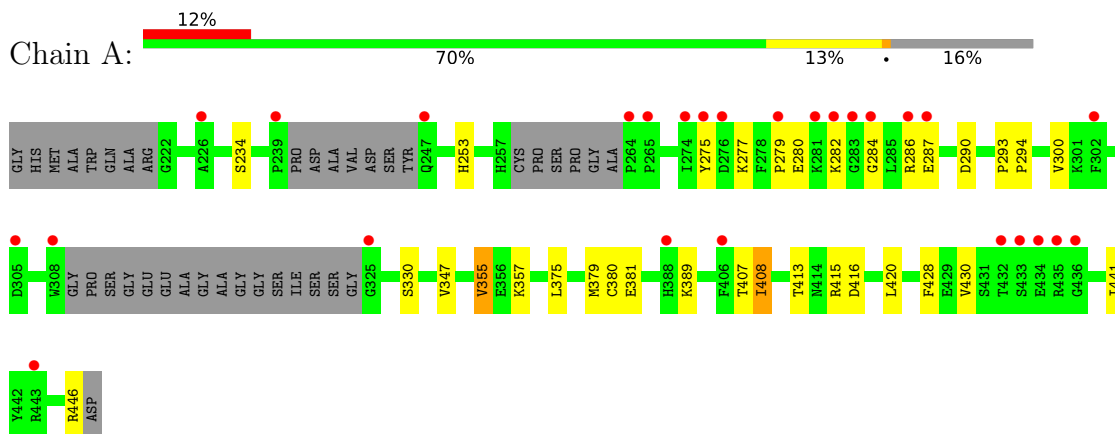 12%
Chain A:
70% 13% • 16%
GLY HIS MET ALA TRP GLN ALA ARG G222 A226 S234 P239 PRO ASP ALA VAL ASP SER TYR Q247 H253 H257 CYS PRO SER PRO GLY ALA P264 P265 I274 Y275 D276 K277 F278 P279 E280 K281 K282 G283 G284 L285 R286 E287 D290 P293 P294 V300 K301 F302
D305 W308 GLY PRO SER GLY GLU GLU ALA GLY ALA GLY GLY SER ILE SER SER GLY G325 S330 V347 V355 E356 K357 L375 M379 C380 E381 H388 K389 F406 T407 I408 T413 N414 R415 D416 L420 F428 E429 V430 S431 T432 S433 E434 R435 G436 I441
Y442 R443 R446 ASP